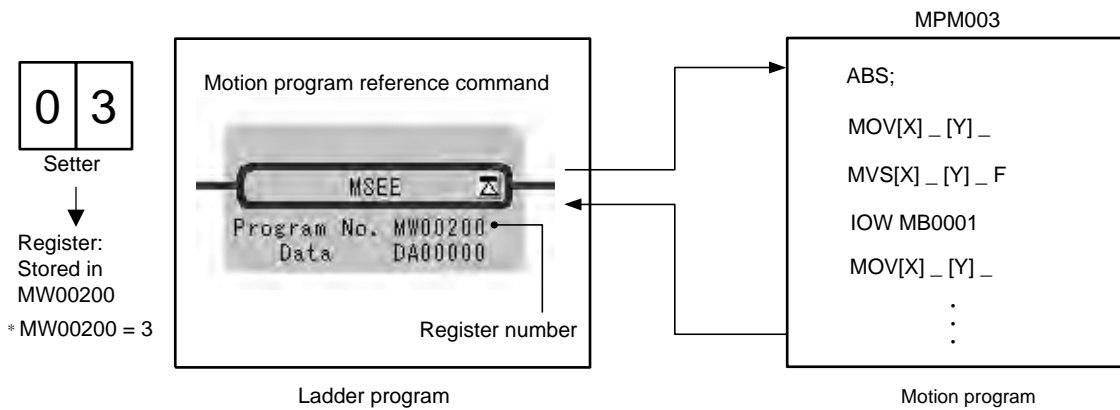 0 3
Setter
Register:
Stored in
MW00200
* MW00200 = 3
Motion program reference command
MSEE
Program No. MW00200
Data DA00000
Register number
Ladder program
MPM003
ABS;
MOV[X] _ [Y] _
MVS[X] _ [Y] _ F
IOW MB0001
MOV[X] _ [Y] _
.
.
.
Motion program